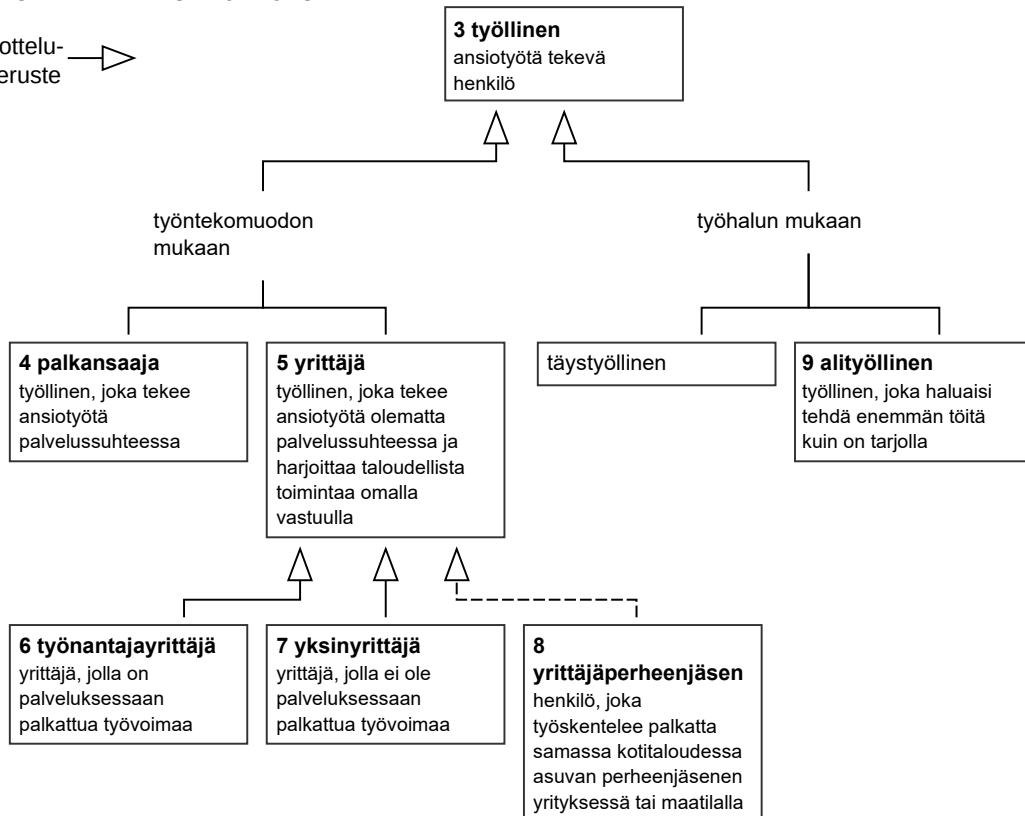 ottelu-
eruste
3 työllinen
ansiotyötä tekevä
henkilö
työntekomuodon
mukaan
työhalun mukaan
4 palkansaaja
työllinen, joka tekee
ansiotyötä
palvelussuhteessa
5 yrittäjä
työllinen, joka tekee
ansiotyötä olematta
palvelussuhteessa ja
harjoittaa taloudellista
toimintaa omalla
vastuulla
täystyöllinen
9 alityöllinen
työllinen, joka haluaisi
tehdä enemmän töitä
kuin on tarjolla
6 työnantajayrittäjä
yrittäjä, jolla on
palveluksessaan
palkattua työvoimaa
7 yksinyrittäjä
yrittäjä, jolla ei ole
palveluksessaan
palkattua työvoimaa
8
yrittäjäperheenjäsen
henkilö, joka
työskentelee palkatta
samassa kotitaloudessa
asuvan perheenjäsenen
yrityksessä tai maatilalla